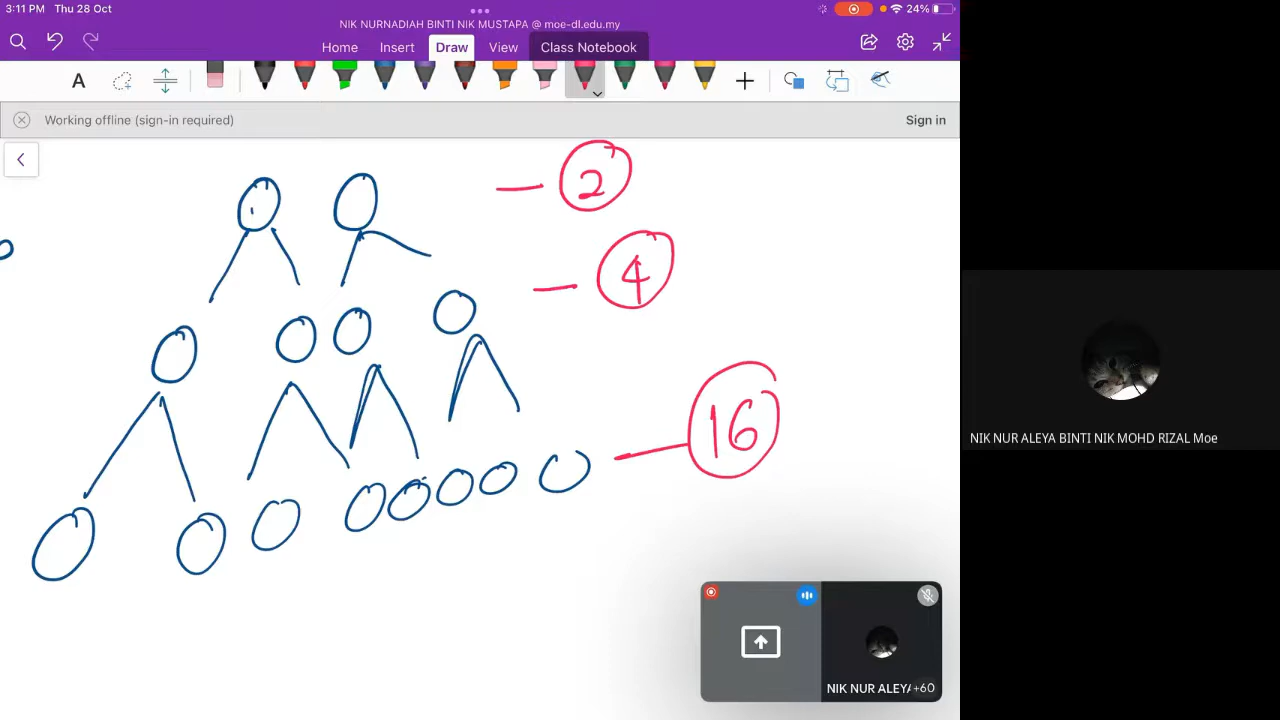 3:11 PM Thu 28 Oct
24%
NIK NURNADIAH BINTI NIK MUSTAPA @ moe-dl.edu.my
Home Insert Draw View Class Notebook
A
Working offline (sign-in required) Sign in
2
4
16
NIK NUR ALEYA BINTI NIK MOHD RIZAL Moe
NIK NUR ALEYA +60